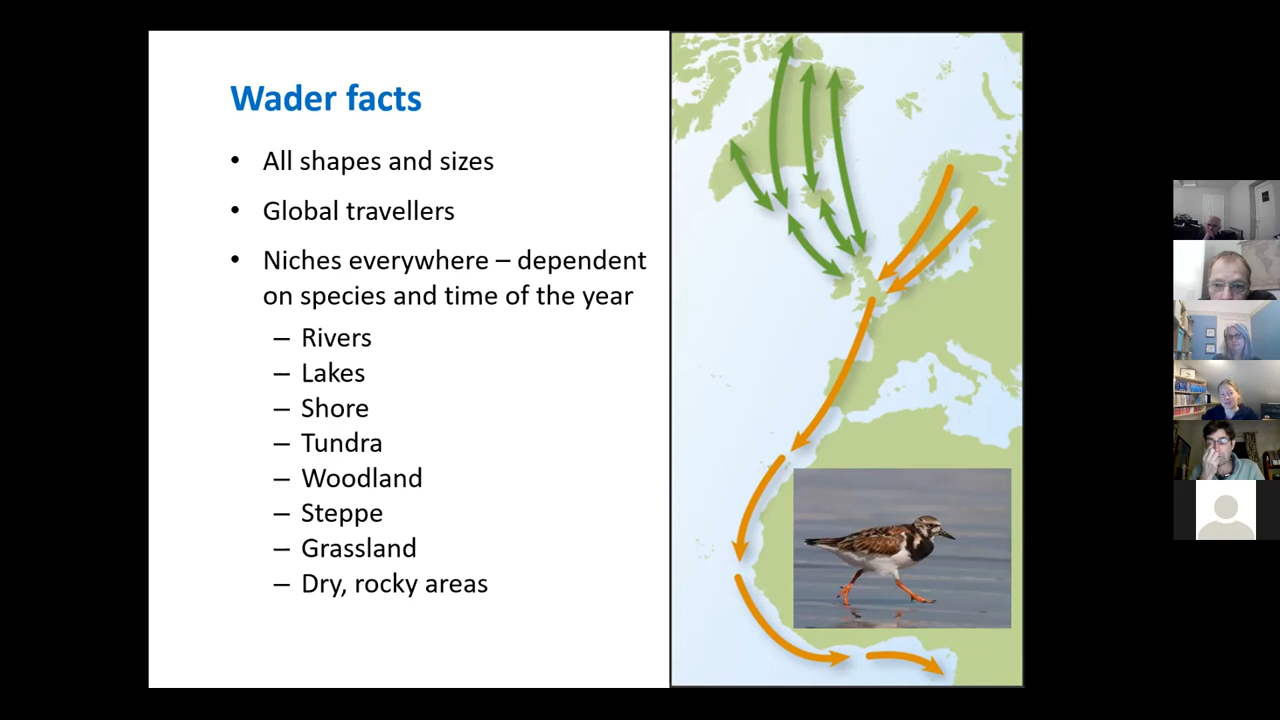 Wader facts
• All shapes and sizes
• Global travellers
• Niches everywhere – dependent
on species and time of the year
– Rivers
– Lakes
– Shore
– Tundra
– Woodland
– Steppe
– Grassland
– Dry, rocky areas